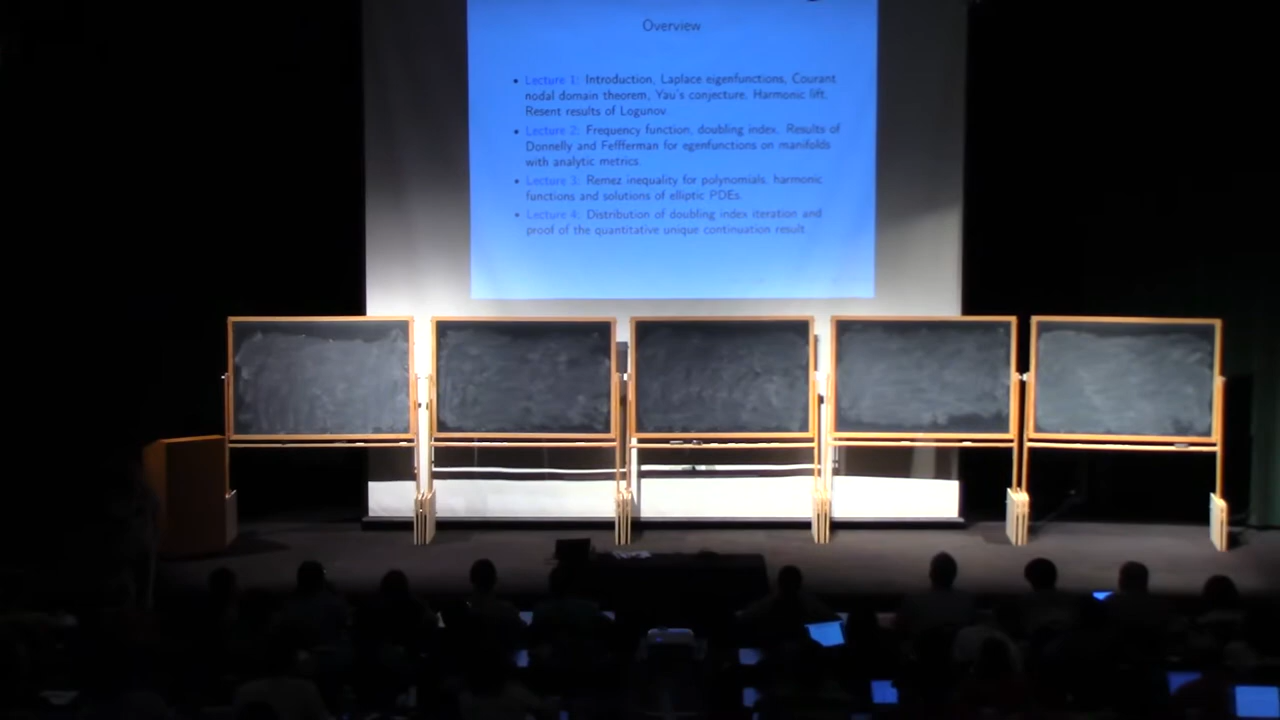 Overview
• Lecture 1: Introduction, Laplace eigenfunctions, Courant
nodal domain theorem, Yau's conjecture. Harmonic lift.
Resent results of Logunov
• Lecture 2: Frequency function, doubling index. Results of
Donnelly and Feffferman for egenfunctions on manifolds
with analytic metrics.
• Lecture 3: Remez inequality for polynomials, harmonic
functions and solutions of elliptic PDEs.
• Lecture 4: Distribution of doubling index iteration and
proof of the quantitative unique continuation result